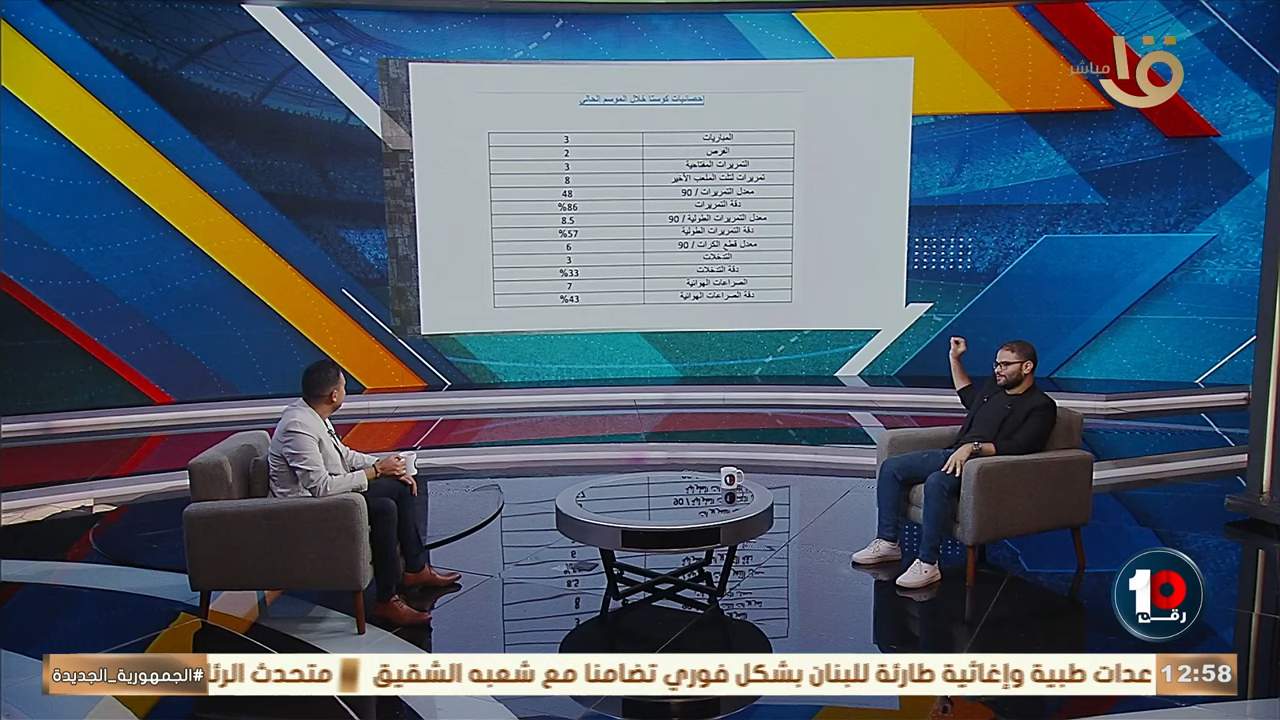 مباشر
إحصائيات كوستا خلال الموسم الحالي
المباريات 3
الفرص 2
التمريرات المفتاحية 3
تمريرات لثلث الملعب الأخير 8
معدل التمريرات / 90 48
دقة التمريرات %86
معدل التمريرات الطولية / 90 8.5
دقة التمريرات الطولية %57
معدل قطع الكرات / 90 6
التدخلات 3
دقة التدخلات %33
الصراعات الهوائية 7
دقة الصراعات الهوائية %43
رقم 10
12:58 عدات طبية وإغاثية طارئة للبنان بشكل فوري تضامنا مع شعبه الشقيق متحدث الرئا #الجمهورية_الجديدة